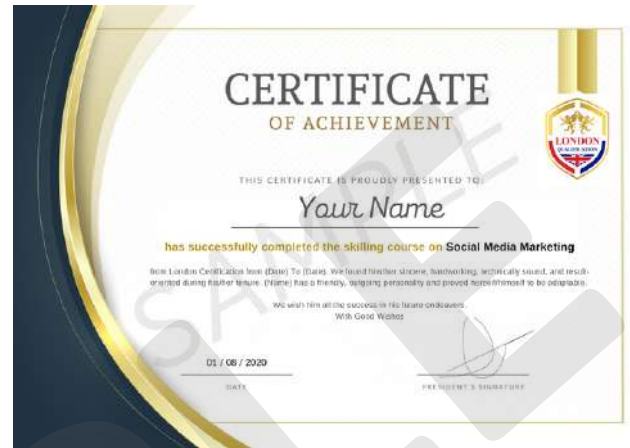 CERTIFICATE
OF ACHIEVEMENT
LONDON
QUALIFICATION
THIS CERTIFICATE IS PROUDLY PRESENTED TO:
Your Name
has successfully completed the skilling course on Social Media Marketing
from London Certification from (Date) To (Date). We found him/her sincere, hardworking, technically sound, and result-
oriented during his/her tenure. (Name) has a friendly, outgoing personality and proved herself/himself to be adaptable.
We wish him all the success in his future endeavers.
With Good Wishes
01 / 08 / 2020
DATE
PRESIDENT'S SIGNATURE
SAMPLE